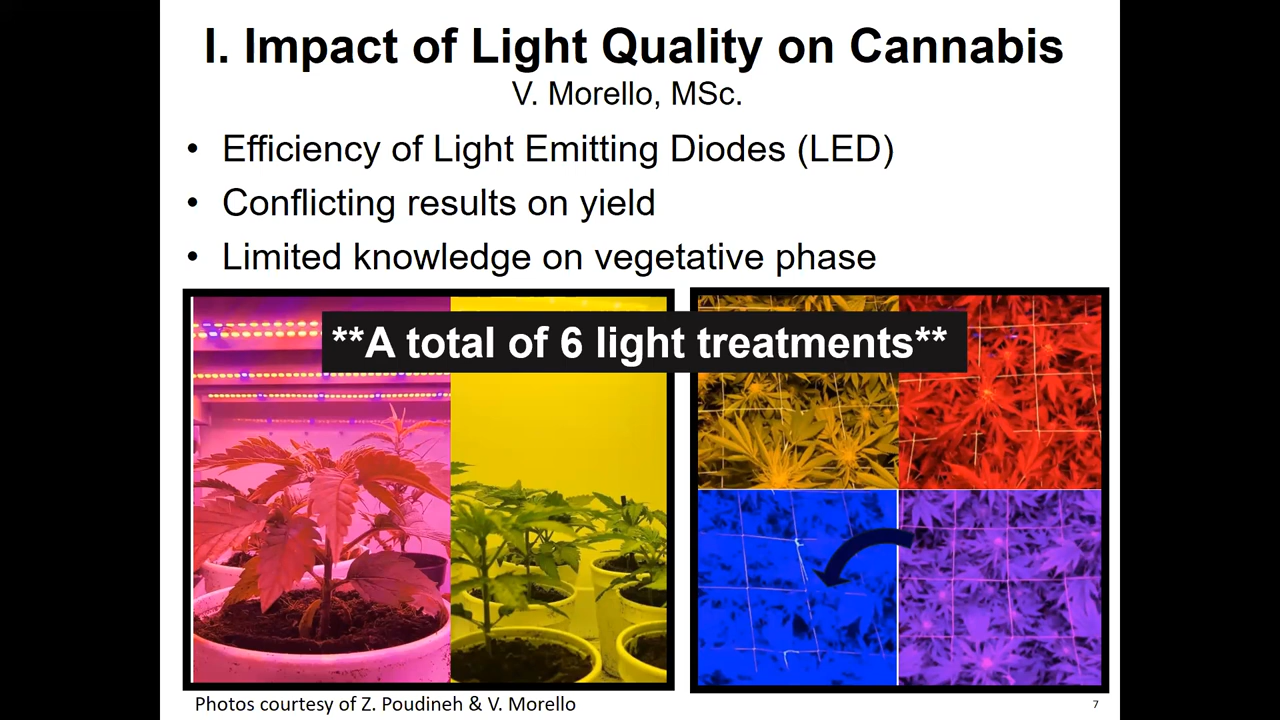 I. Impact of Light Quality on Cannabis
V. Morello, MSc.
• Efficiency of Light Emitting Diodes (LED)
• Conflicting results on yield
• Limited knowledge on vegetative phase
**A total of 6 light treatments**
Photos courtesy of Z. Poudineh & V. Morello
7